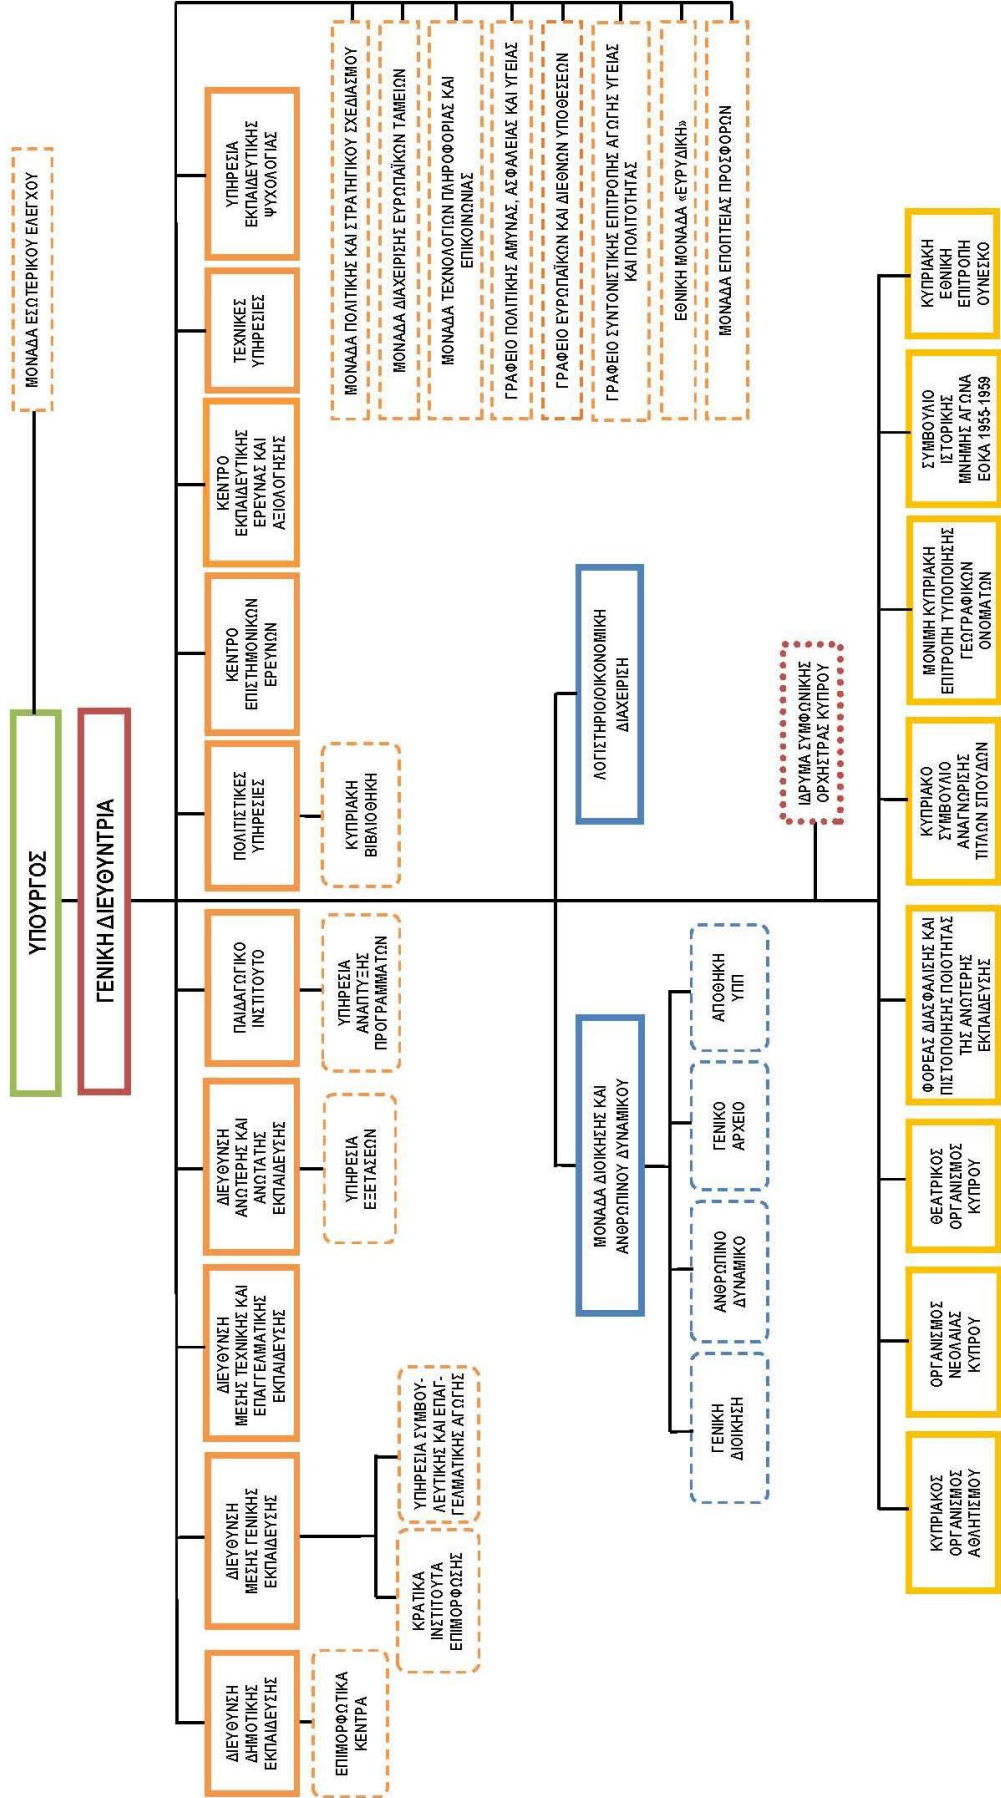 ΥΠΟΥΡΓΟΣ
ΜΟΝΑΔΑ ΕΣΩΤΕΡΙΚΟΥ ΕΛΕΓΧΟΥ
ΓΕΝΙΚΗ ΔΙΕΥΘΥΝΤΡΙΑ
ΔΙΕΥΘΥΝΣΗ
ΔΗΜΟΤΙΚΗΣ
ΕΚΠΑΙΔΕΥΣΗΣ
ΕΠΙΜΟΡΦΩΤΙΚΑ
ΚΕΝΤΡΑ
ΔΙΕΥΘΥΝΣΗ
ΜΕΣΗΣ ΓΕΝΙΚΗΣ
ΕΚΠΑΙΔΕΥΣΗΣ
ΚΡΑΤΙΚΑ
ΙΝΣΤΙΤΟΥΤΑ
ΕΠΙΜΟΡΦΩΣΗΣ
ΥΠΗΡΕΣΙΑ ΣΥΜΒΟΥ-
ΛΕΥΤΙΚΗΣ ΚΑΙ ΕΠΑΓ-
ΓΕΛΜΑΤΙΚΗΣ ΑΓΩΓΗΣ
ΔΙΕΥΘΥΝΣΗ
ΜΕΣΗΣ ΤΕΧΝΙΚΗΣ ΚΑΙ
ΕΠΑΓΓΕΛΜΑΤΙΚΗΣ
ΕΚΠΑΙΔΕΥΣΗΣ
ΔΙΕΥΘΥΝΣΗ
ΑΝΩΤΕΡΗΣ ΚΑΙ
ΑΝΩΤΑΤΗΣ
ΕΚΠΑΙΔΕΥΣΗΣ
ΥΠΗΡΕΣΙΑ
ΕΞΕΤΑΣΕΩΝ
ΠΑΙΔΑΓΩΓΙΚΟ
ΙΝΣΤΙΤΟΥΤΟ
ΥΠΗΡΕΣΙΑ
ΑΝΑΠΤΥΞΗΣ
ΠΡΟΓΡΑΜΜΑΤΩΝ
ΠΟΛΙΤΙΣΤΙΚΕΣ
ΥΠΗΡΕΣΙΕΣ
ΚΥΠΡΙΑΚΗ
ΒΙΒΛΙΟΘΗΚΗ
ΚΕΝΤΡΟ
ΕΠΙΣΤΗΜΟΝΙΚΩΝ
ΕΡΕΥΝΩΝ
ΚΕΝΤΡΟ
ΕΚΠΑΙΔΕΥΤΙΚΗΣ
ΕΡΕΥΝΑΣ ΚΑΙ
ΑΞΙΟΛΟΓΗΣΗΣ
ΤΕΧΝΙΚΕΣ
ΥΠΗΡΕΣΙΕΣ
ΥΠΗΡΕΣΙΑ
ΕΚΠΑΙΔΕΥΤΙΚΗΣ
ΨΥΧΟΛΟΓΙΑΣ
ΜΟΝΑΔΑ ΠΟΛΙΤΙΚΗΣ ΚΑΙ ΣΤΡΑΤΗΓΙΚΟΥ ΣΧΕΔΙΑΣΜΟΥ
ΜΟΝΑΔΑ ΔΙΑΧΕΙΡΙΣΗΣ ΕΥΡΩΠΑΪΚΩΝ ΤΑΜΕΙΩΝ
ΜΟΝΑΔΑ ΤΕΧΝΟΛΟΓΙΩΝ ΠΛΗΡΟΦΟΡΙΑΣ ΚΑΙ
ΕΠΙΚΟΙΝΩΝΙΑΣ
ΓΡΑΦΕΙΟ ΠΟΛΙΤΙΚΗΣ ΑΜΥΝΑΣ, ΑΣΦΑΛΕΙΑΣ ΚΑΙ ΥΓΕΙΑΣ
ΓΡΑΦΕΙΟ ΕΥΡΩΠΑΪΚΩΝ ΚΑΙ ΔΙΕΘΝΩΝ ΥΠΟΘΕΣΕΩΝ
ΓΡΑΦΕΙΟ ΣΥΝΤΟΝΙΣΤΙΚΗΣ ΕΠΙΤΡΟΠΗΣ ΑΓΩΓΗΣ ΥΓΕΙΑΣ
ΚΑΙ ΠΟΛΙΤΟΤΗΤΑΣ
ΕΘΝΙΚΗ ΜΟΝΑΔΑ «ΕΥΡΥΔΙΚΗ»
ΜΟΝΑΔΑ ΕΠΟΠΤΕΙΑΣ ΠΡΟΣΦΟΡΩΝ
ΜΟΝΑΔΑ ΔΙΟΙΚΗΣΗΣ ΚΑΙ
ΑΝΘΡΩΠΙΝΟΥ ΔΥΝΑΜΙΚΟΥ
ΛΟΓΙΣΤΗΡΙΟ/ΟΙΚΟΝΟΜΙΚΗ
ΔΙΑΧΕΙΡΙΣΗ
ΓΕΝΙΚΗ
ΔΙΟΙΚΗΣΗ
ΑΝΘΡΩΠΙΝΟ
ΔΥΝΑΜΙΚΟ
ΓΕΝΙΚΟ
ΑΡΧΕΙΟ
ΑΠΟΘΗΚΗ
ΥΠΠ
ΙΔΡΥΜΑ ΣΥΜΦΩΝΙΚΗΣ
ΟΡΧΗΣΤΡΑΣ ΚΥΠΡΟΥ
ΚΥΠΡΙΑΚΟΣ
ΟΡΓΑΝΙΣΜΟΣ
ΑΘΛΗΤΙΣΜΟΥ
ΟΡΓΑΝΙΣΜΟΣ
ΝΕΟΛΑΙΑΣ
ΚΥΠΡΟΥ
ΘΕΑΤΡΙΚΟΣ
ΟΡΓΑΝΙΣΜΟΣ
ΚΥΠΡΟΥ
ΦΟΡΕΑΣ ΔΙΑΣΦΑΛΙΣΗΣ ΚΑΙ
ΠΙΣΤΟΠΟΙΗΣΗΣ ΠΟΙΟΤΗΤΑΣ
ΤΗΣ ΑΝΩΤΕΡΗΣ
ΕΚΠΑΙΔΕΥΣΗΣ
ΚΥΠΡΙΑΚΟ
ΣΥΜΒΟΥΛΙΟ
ΑΝΑΓΝΩΡΙΣΗΣ
ΤΙΤΛΩΝ ΣΠΟΥΔΩΝ
ΜΟΝΙΜΗ ΚΥΠΡΙΑΚΗ
ΕΠΙΤΡΟΠΗ ΤΥΠΟΠΟΙΗΣΗΣ
ΓΕΩΓΡΑΦΙΚΩΝ
ΟΝΟΜΑΤΩΝ
ΣΥΜΒΟΥΛΙΟ
ΙΣΤΟΡΙΚΗΣ
ΜΝΗΜΗΣ ΑΓΩΝΑ
ΕΟΚΑ 1955-1959
ΚΥΠΡΙΑΚΗ
ΕΘΝΙΚΗ
ΕΠΙΤΡΟΠΗ
ΟΥΝΕΣΚΟ